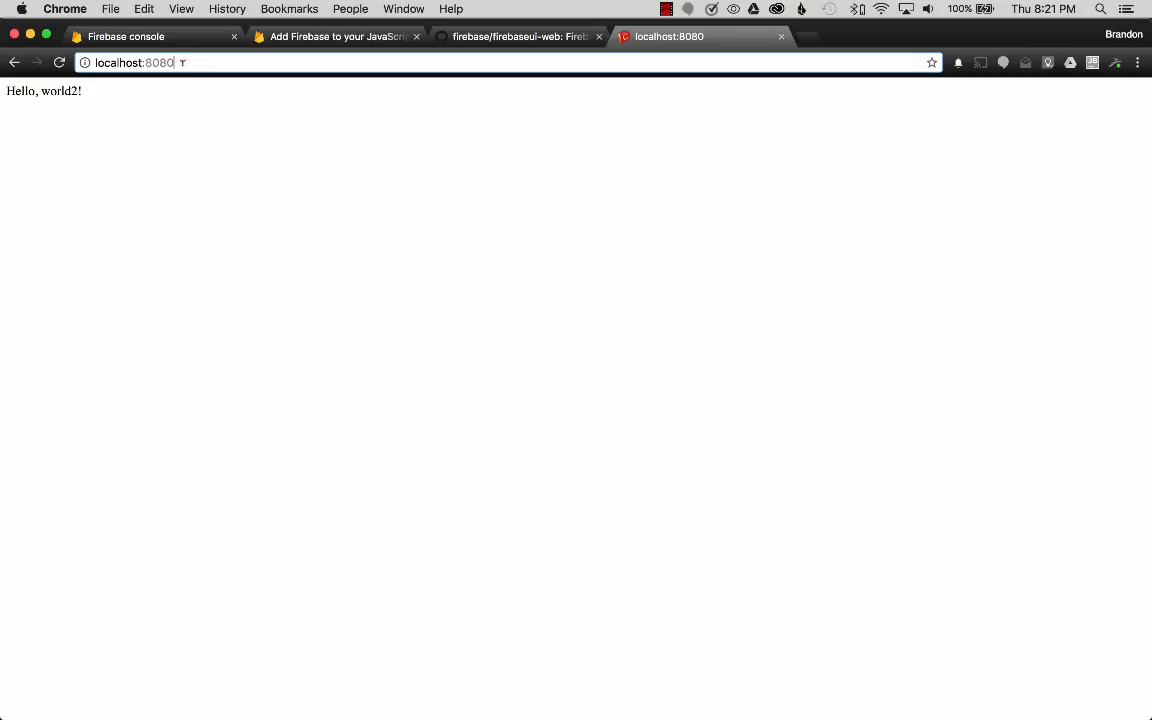 Chrome File Edit View History Bookmarks People Window Help 100% Thu 8:21 PM
Firebase console Add Firebase to your JavaScri firebase/firebaseui-web: Fireb localhost:8080 Brandon
localhost:8080
Hello, world2!